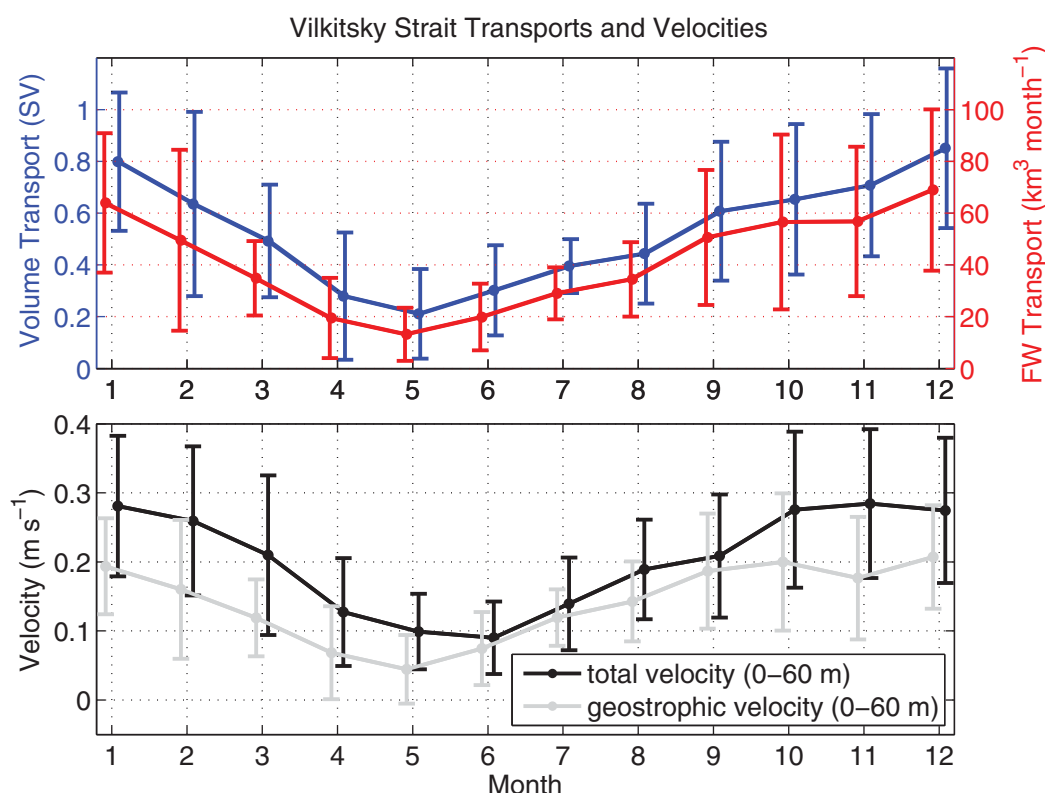 Vilkitsky Strait Transports and Velocities
Volume Transport (SV)
1
0.8
0.6
0.4
0.2
0
100
80
60
40
20
0
FW Transport (km³ month⁻¹)
1 2 3 4 5 6 7 8 9 10 11 12
Velocity (m s⁻¹)
0.4
0.3
0.2
0.1
0
total velocity (0−60 m)
geostrophic velocity (0−60 m)
1 2 3 4 5 6 7 8 9 10 11 12
Month